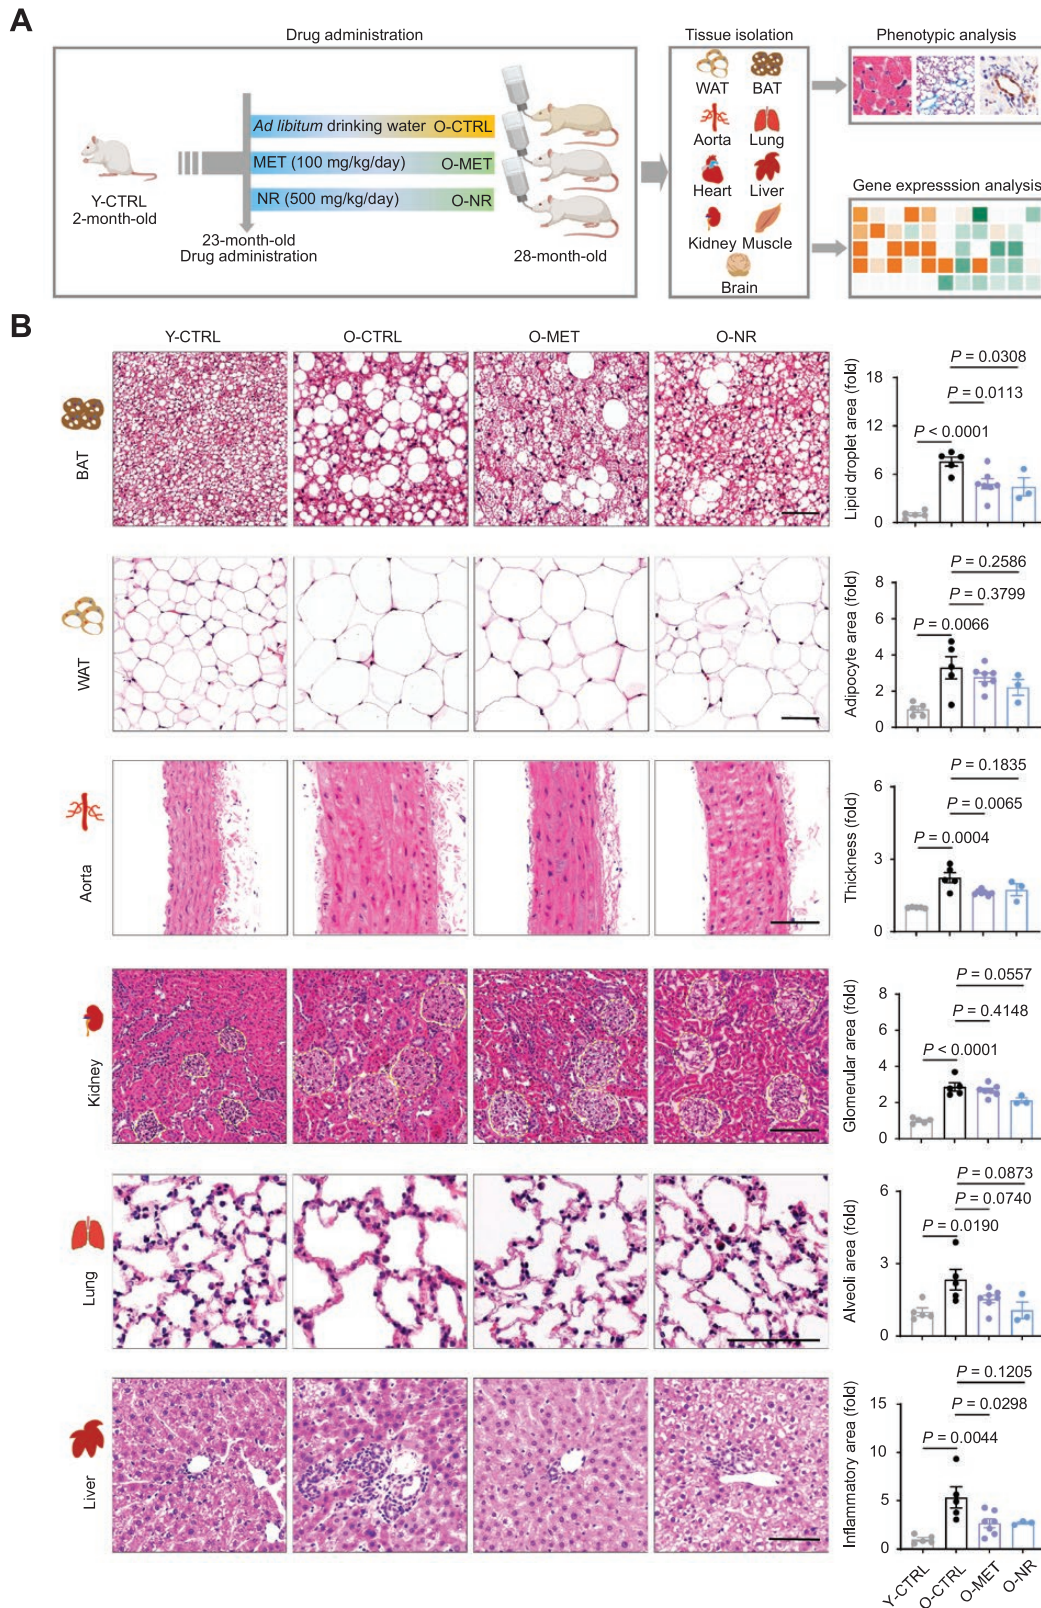 A
Drug administration
Tissue isolation
Phenotypic analysis
Ad libitum drinking water O-CTRL
MET (100 mg/kg/day) O-MET
NR (500 mg/kg/day) O-NR
Y-CTRL
2-month-old
23-month-old
Drug administration
28-month-old
WAT BAT
Aorta Lung
Heart Liver
Kidney Muscle
Brain
Gene expresssion analysis
B
Y-CTRL O-CTRL O-MET O-NR
BAT
Lipid droplet area (fold)
18
12
6
0
P = 0.0308
P = 0.0113
P < 0.0001
WAT
Adipocyte area (fold)
8
6
4
2
0
P = 0.2586
P = 0.3799
P = 0.0066
Aorta
Thickness (fold)
6
3
0
P = 0.1835
P = 0.0065
P = 0.0004
Kidney
Glomerular area (fold)
8
6
4
2
0
P = 0.0557
P = 0.4148
P < 0.0001
Lung
Alveoli area (fold)
6
3
0
P = 0.0873
P = 0.0740
P = 0.0190
Liver
Inflammatory area (fold)
15
10
5
0
P = 0.1205
P = 0.0298
P = 0.0044
Y-CTRL
O-CTRL
O-MET
O-NR